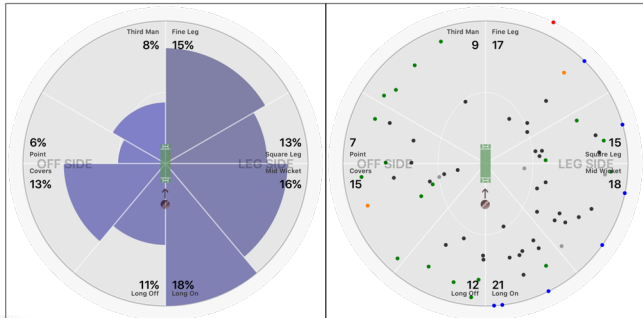 Third Man
8%
Fine Leg
15%
6%
Point
OFF SIDE
Covers
13%
13%
Square Leg
LEG SIDE
Mid Wicket
16%
11%
Long Off
18%
Long On
Third Man
9
Fine Leg
17
7
Point
OFF SIDE
Covers
15
15
Square Leg
LEG SIDE
Mid Wicket
18
12
Long Off
21
Long On